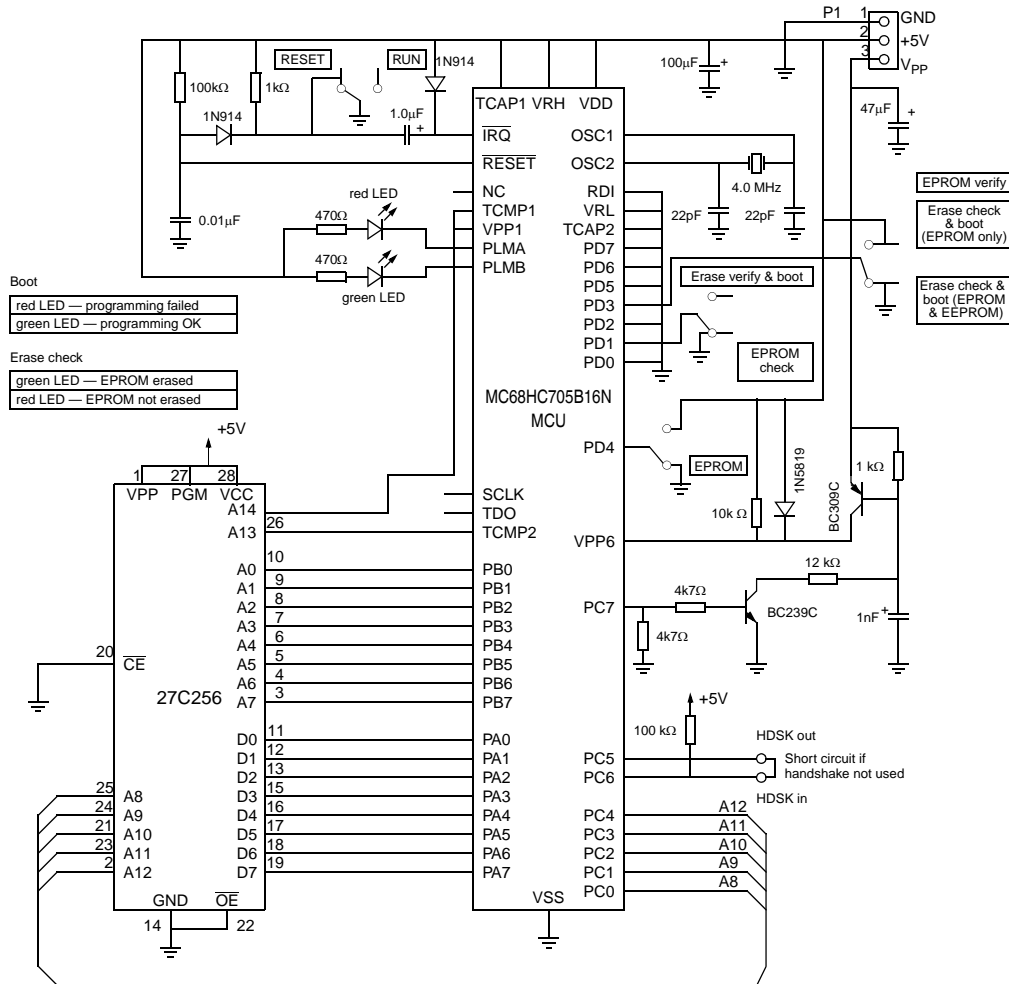 P1
1
GND
2
+5V
3
VPP
RESET
RUN
1N914
100kΩ
1kΩ
1N914
1.0µF
+
100µF
+
47µF
+
TCAP1 VRH VDD
IRQ
OSC1
RESET
OSC2
4.0 MHz
NC
RDI
TCMP1
VRL
VPP1
TCAP2
PLMA
PD7
PLMB
PD6
PD5
PD3
PD2
PD1
PD0
22pF
22pF
0.01µF
red LED
470Ω
470Ω
green LED
EPROM verify
Erase check
& boot
(EPROM only)
Erase check &
boot (EPROM
& EEPROM)
Erase verify & boot
EPROM
check
Boot
red LED — programming failed
green LED — programming OK
Erase check
green LED — EPROM erased
red LED — EPROM not erased
MC68HC705B16N
MCU
PD4
EPROM
+5V
1
27
28
VPP PGM VCC
A14
26
A13
SCLK
TDO
TCMP2
VPP6
10k Ω
1N5819
BC309C
1 kΩ
12 kΩ
10
A0
PB0
9
A1
PB1
8
A2
PB2
7
A3
PB3
6
A4
PB4
5
A5
PB5
4
A6
PB6
3
A7
PB7
PC7
4k7Ω
4k7Ω
BC239C
1nF
+
20
CE
27C256
+5V
100 kΩ
11
D0
PA0
12
D1
PA1
13
D2
PA2
15
D3
PA3
16
D4
PA4
17
D5
PA5
18
D6
PA6
19
D7
PA7
HDSK out
PC5
PC6
Short circuit if
handshake not used
HDSK in
25
A8
24
A9
21
A10
23
A11
2
A12
PC4
A12
PC3
A11
PC2
A10
PC1
A9
PC0
A8
GND
OE
14
22
VSS